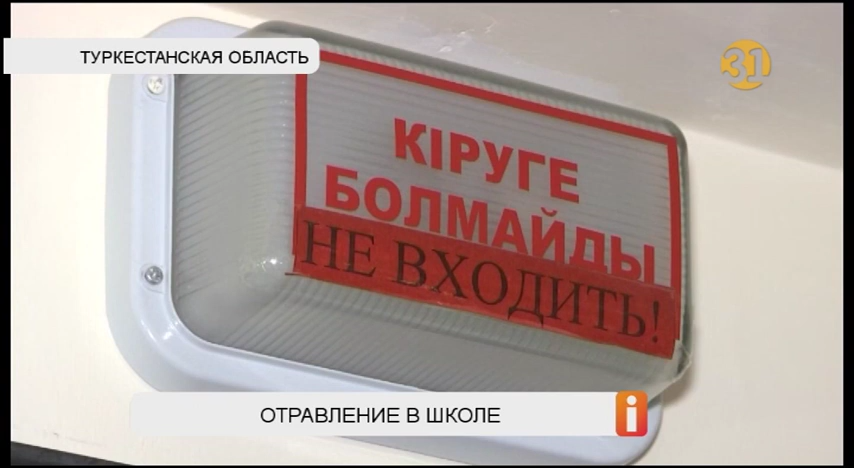 ТУРКЕСТАНСКАЯ ОБЛАСТЬ
31
КІРУГЕ
БОЛМАЙДЫ
НЕ ВХОДИТЬ!
ОТРАВЛЕНИЕ В ШКОЛЕ
i